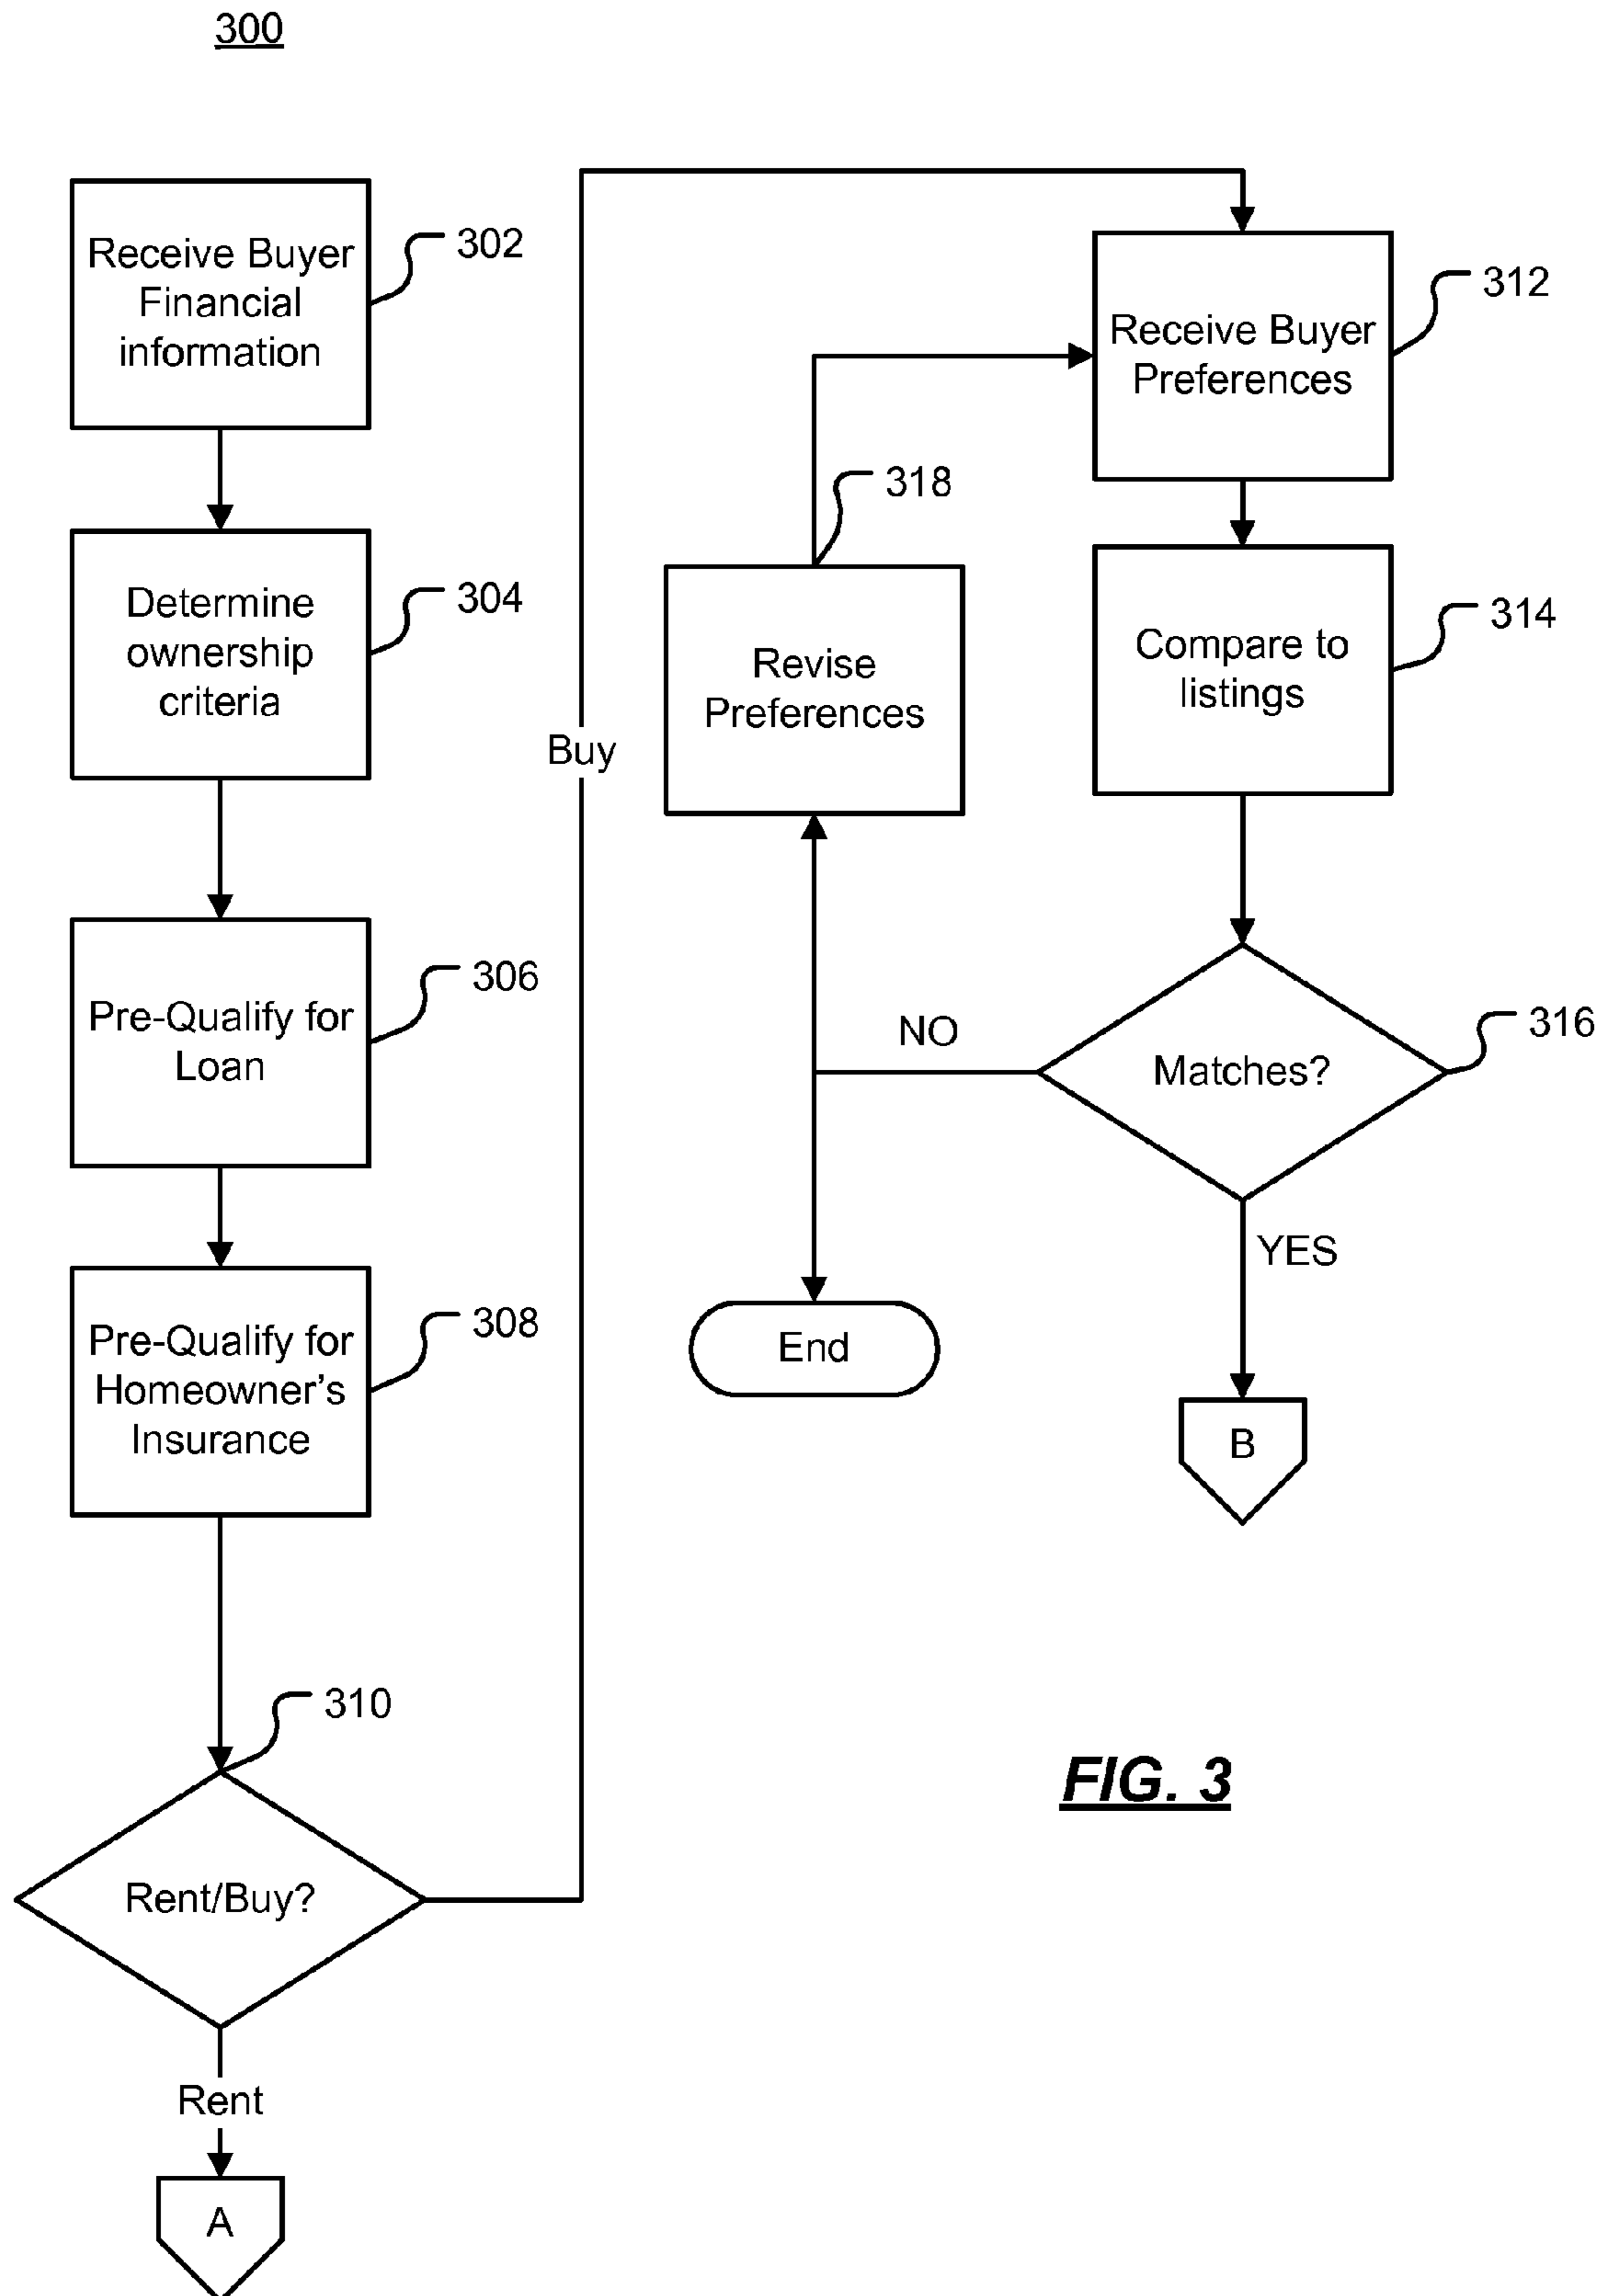 300
Receive Buyer
Financial
information
302
Determine
ownership
criteria
304
Pre-Qualify for
Loan
306
Pre-Qualify for
Homeowner's
Insurance
308
310
Rent/Buy?
Rent
A
Buy
Receive Buyer
Preferences
312
318
Revise
Preferences
Compare to
listings
314
NO
Matches?
316
YES
End
B
FIG. 3